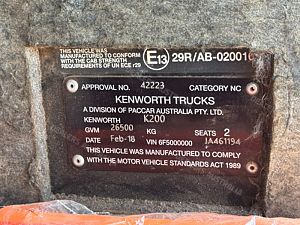 THIS VEHICLE WAS
MANUFACTURED TO CONFORM
WITH THE CAB STRENGTH
REQUIREMENTS OF UN ECE r29
E13 29R/AB-020010
APPROVAL NO. 42223 CATEGORY NC
KENWORTH TRUCKS
A DIVISION OF PACCAR AUSTRALIA PTY. LTD.
KENWORTH K200
GVM 26500 KG SEATS 2
DATE Feb-18 VIN 6F5000000 JA461194
THIS VEHICLE WAS MANUFACTURED TO COMPLY
WITH THE MOTOR VEHICLE STANDARDS ACT 1989